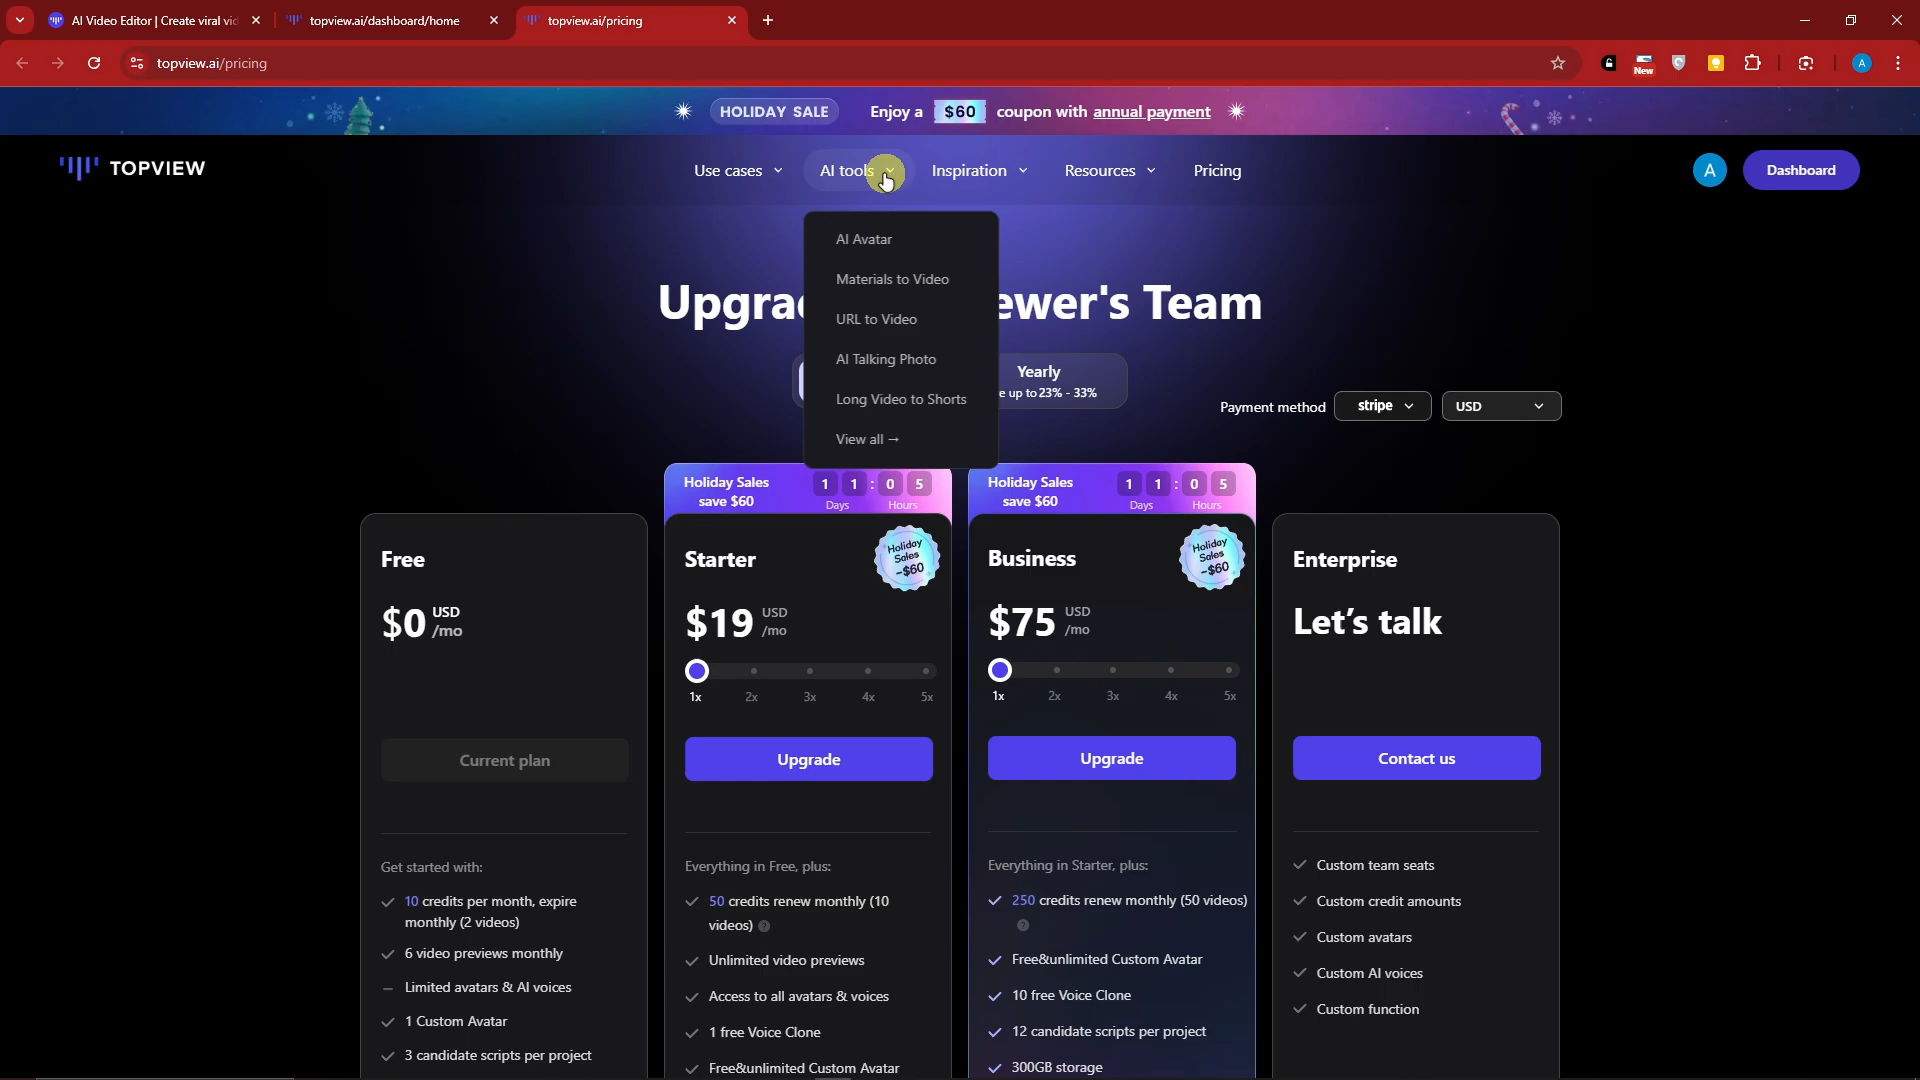 AI Video Editor | Create viral vid
topview.ai/dashboard/home
topview.ai/pricing
topview.ai/pricing
New
A
HOLIDAY SALE
Enjoy a $60 coupon with annual payment
TOPVIEW
Use cases
AI tools
Inspiration
Resources
Pricing
A
Dashboard
AI Avatar
Materials to Video
URL to Video
AI Talking Photo
Long Video to Shorts
View all →
Upgra
ewer's Team
Yearly
e up to 23% - 33%
Payment method
stripe
USD
Holiday Sales
save $60
1 1 : 0 5
Days Hours
Holiday Sales
save $60
1 1 : 0 5
Days Hours
Free
$0 USD
/mo
Current plan
Get started with:
10 credits per month, expire
monthly (2 videos)
6 video previews monthly
Limited avatars & AI voices
1 Custom Avatar
3 candidate scripts per project
Starter
Holiday
Sales
-$60
$19 USD
/mo
1x 2x 3x 4x 5x
Upgrade
Everything in Free, plus:
50 credits renew monthly (10
videos) ?
Unlimited video previews
Access to all avatars & voices
1 free Voice Clone
Free&unlimited Custom Avatar
Business
Holiday
Sales
-$60
$75 USD
/mo
1x 2x 3x 4x 5x
Upgrade
Everything in Starter, plus:
250 credits renew monthly (50 videos)
?
Free&unlimited Custom Avatar
10 free Voice Clone
12 candidate scripts per project
300GB storage
Enterprise
Let’s talk
Contact us
Custom team seats
Custom credit amounts
Custom avatars
Custom AI voices
Custom function